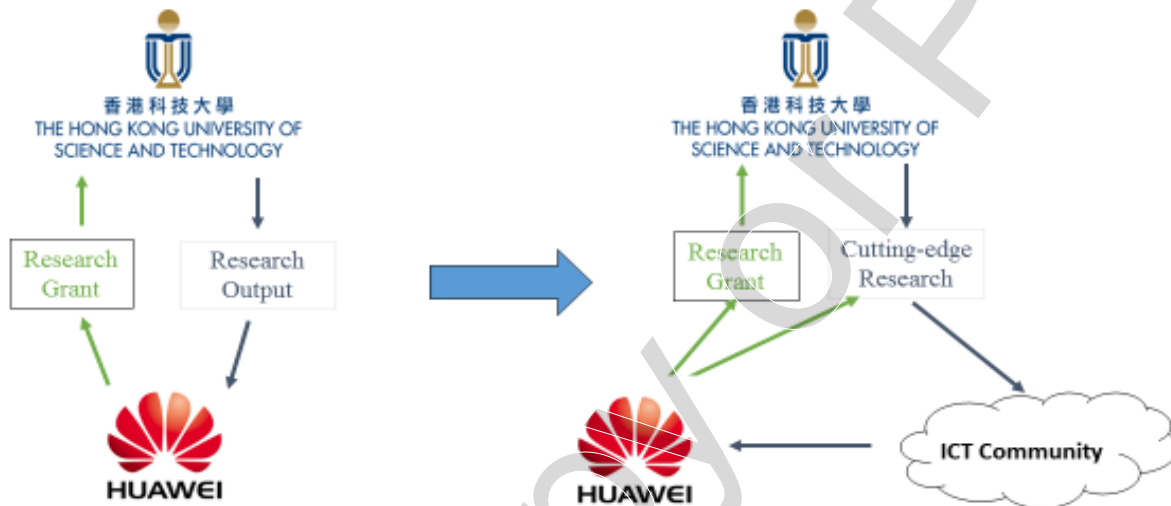 香港科技大學
THE HONG KONG UNIVERSITY OF
SCIENCE AND TECHNOLOGY
Research
Grant
Research
Output
HUAWEI
香港科技大學
THE HONG KONG UNIVERSITY OF
SCIENCE AND TECHNOLOGY
Research
Grant
Cutting-edge
Research
ICT Community
HUAWEI